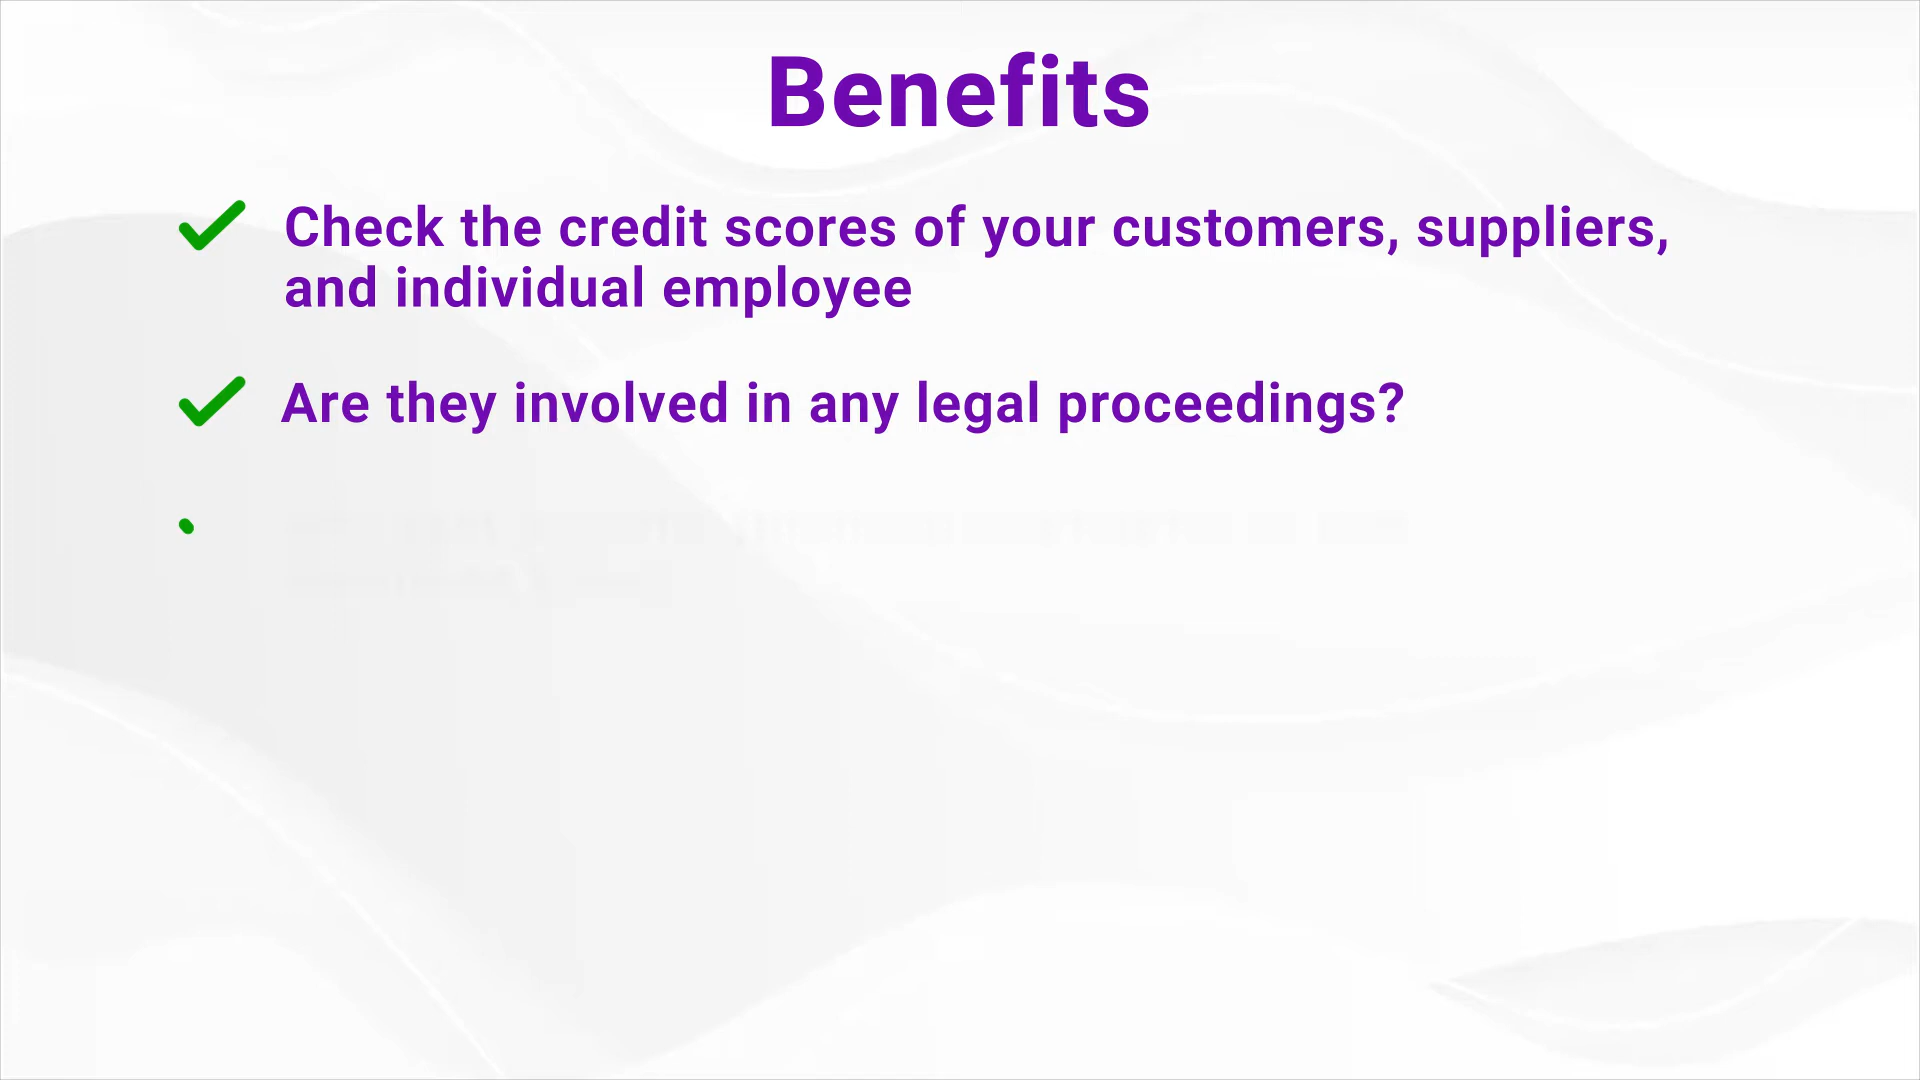 Benefits
Check the credit scores of your customers, suppliers,
and individual employee
Are they involved in any legal proceedings?